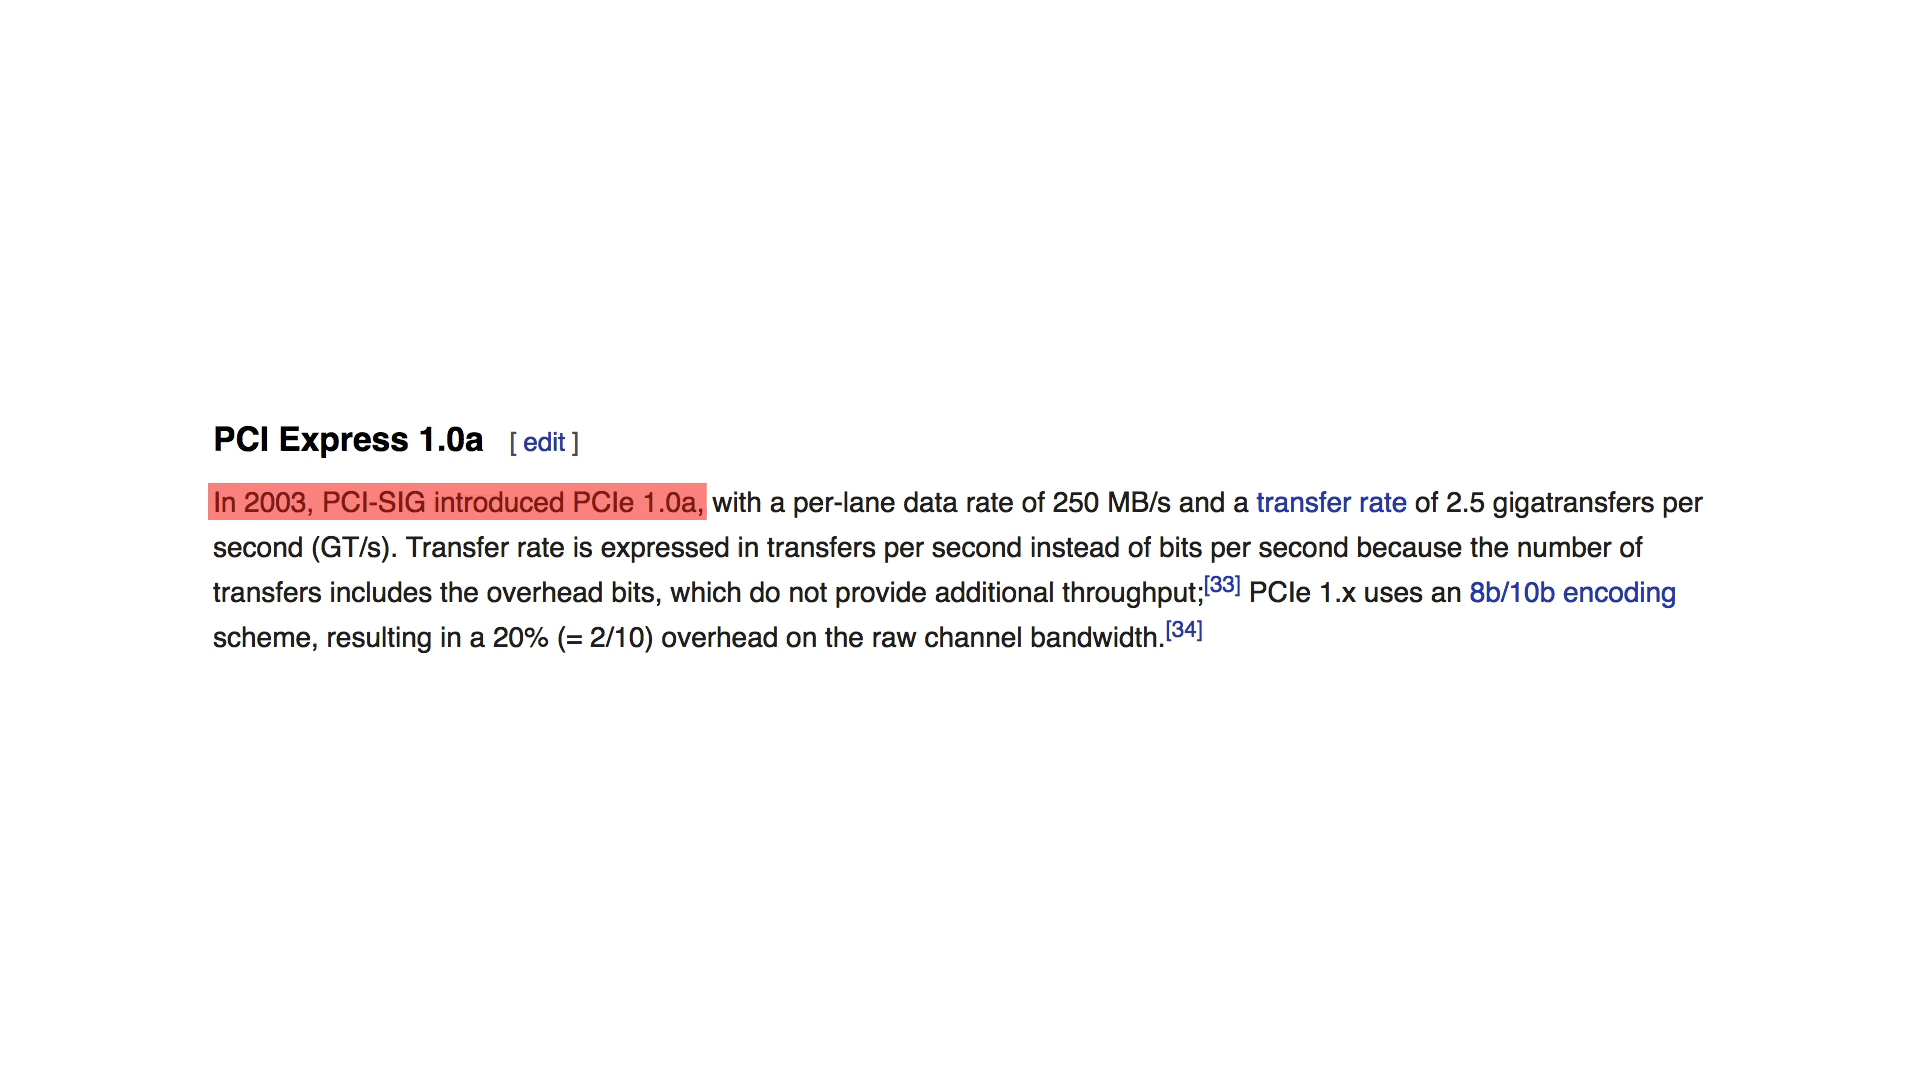 PCI Express 1.0a [ edit ]
In 2003, PCI-SIG introduced PCIe 1.0a, with a per-lane data rate of 250 MB/s and a transfer rate of 2.5 gigatransfers per
second (GT/s). Transfer rate is expressed in transfers per second instead of bits per second because the number of
transfers includes the overhead bits, which do not provide additional throughput;[33] PCIe 1.x uses an 8b/10b encoding
scheme, resulting in a 20% (= 2/10) overhead on the raw channel bandwidth.[34]